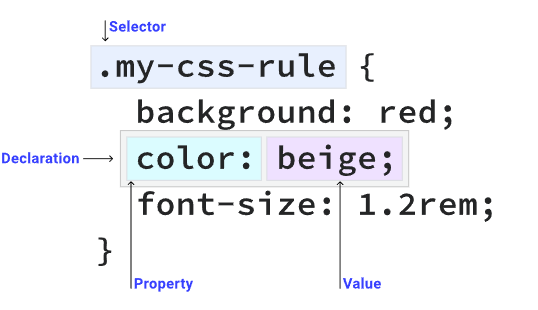 Selector
.my-css-rule {
background: red;
Declaration
color: beige;
font-size: 1.2rem;
}
Property
Value